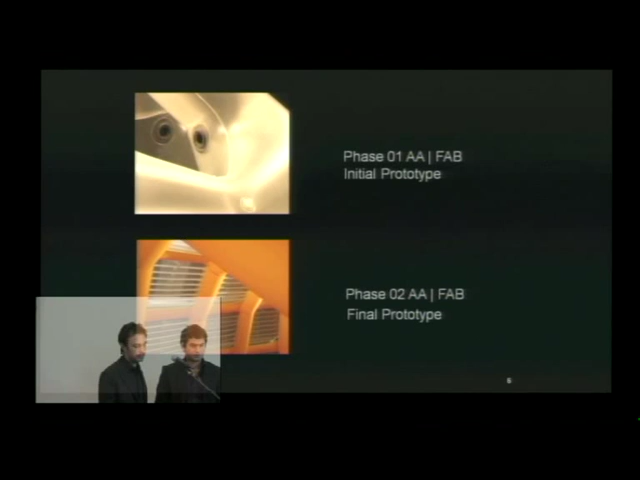 Phase 01 AA | FAB
Initial Prototype
Phase 02 AA | FAB
Final Prototype